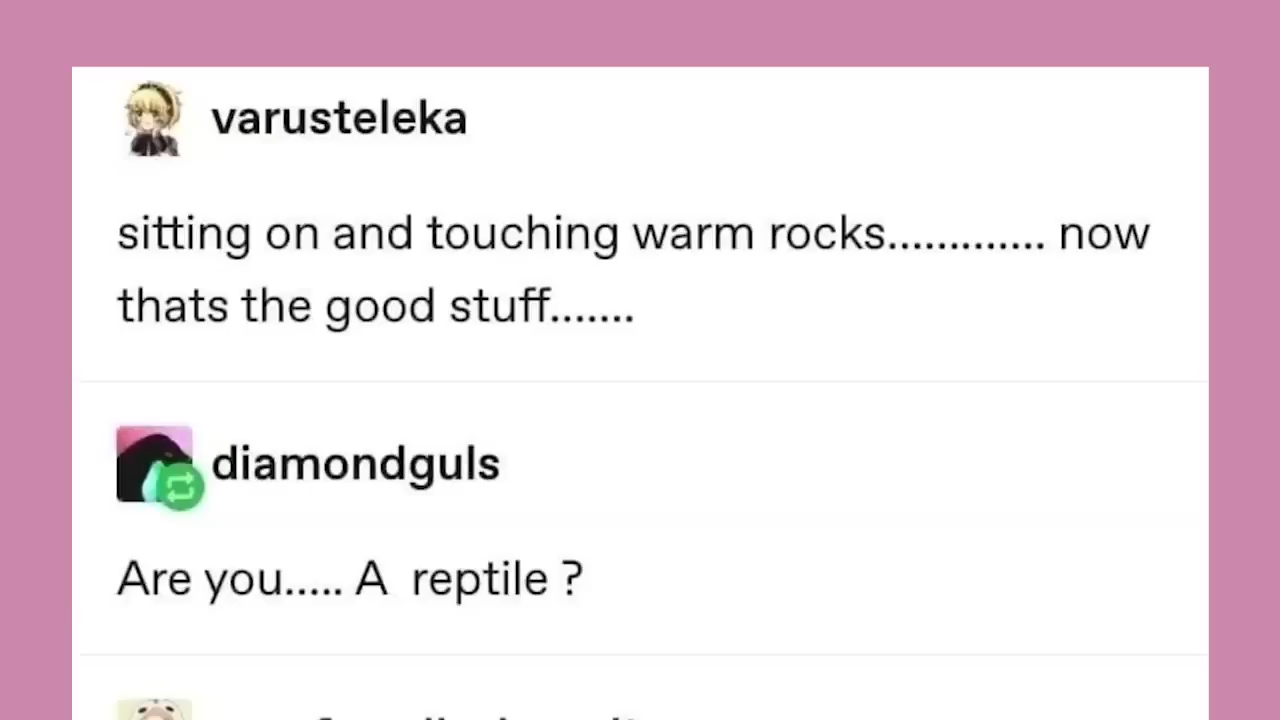 varusteleka
sitting on and touching warm rocks............. now
thats the good stuff.......
diamondguls
Are you..... A  reptile ?